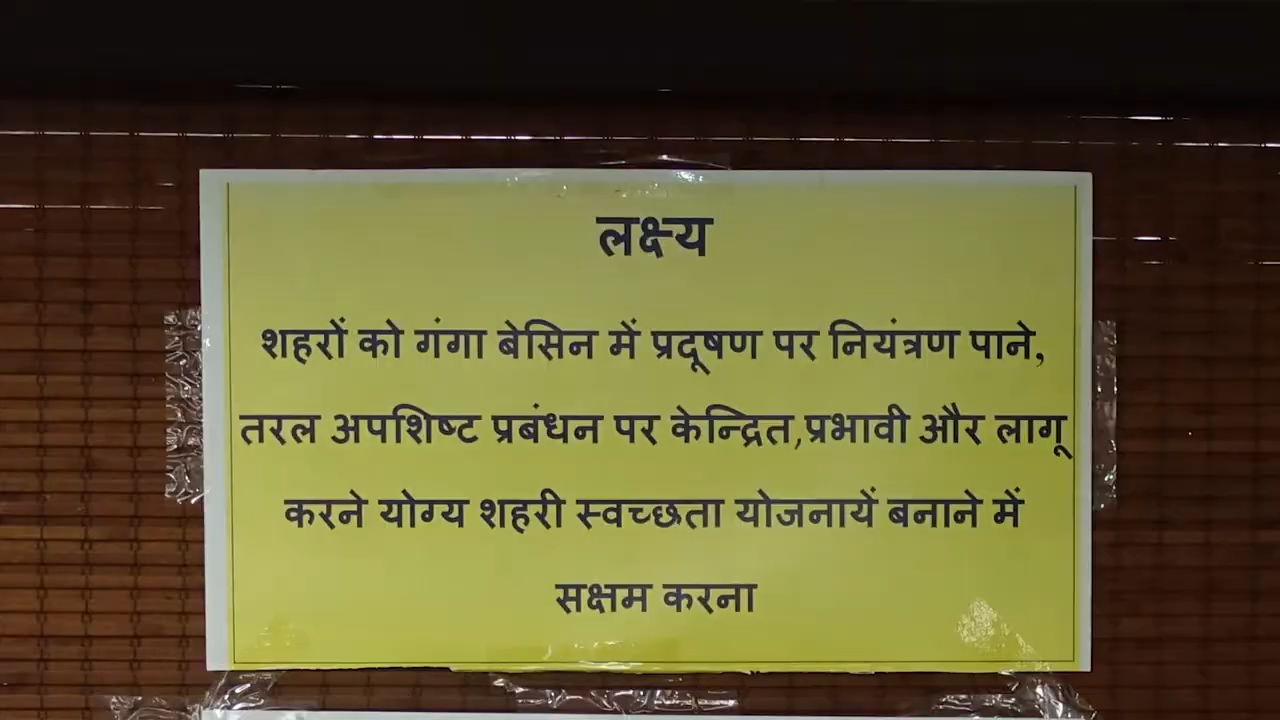 लक्ष्य
शहरों को गंगा बेसिन में प्रदूषण पर नियंत्रण पाने,
तरल अपशिष्ट प्रबंधन पर केन्द्रित,प्रभावी और लागू
करने योग्य शहरी स्वच्छता योजनायें बनाने में
सक्षम करना